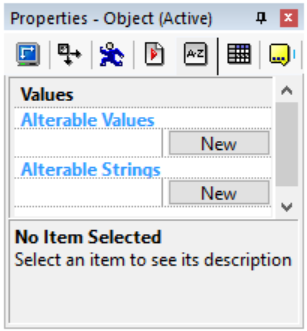 Properties - Object (Active)
A-Z
Values
Alterable Values
New
Alterable Strings
New
No Item Selected
Select an item to see its description